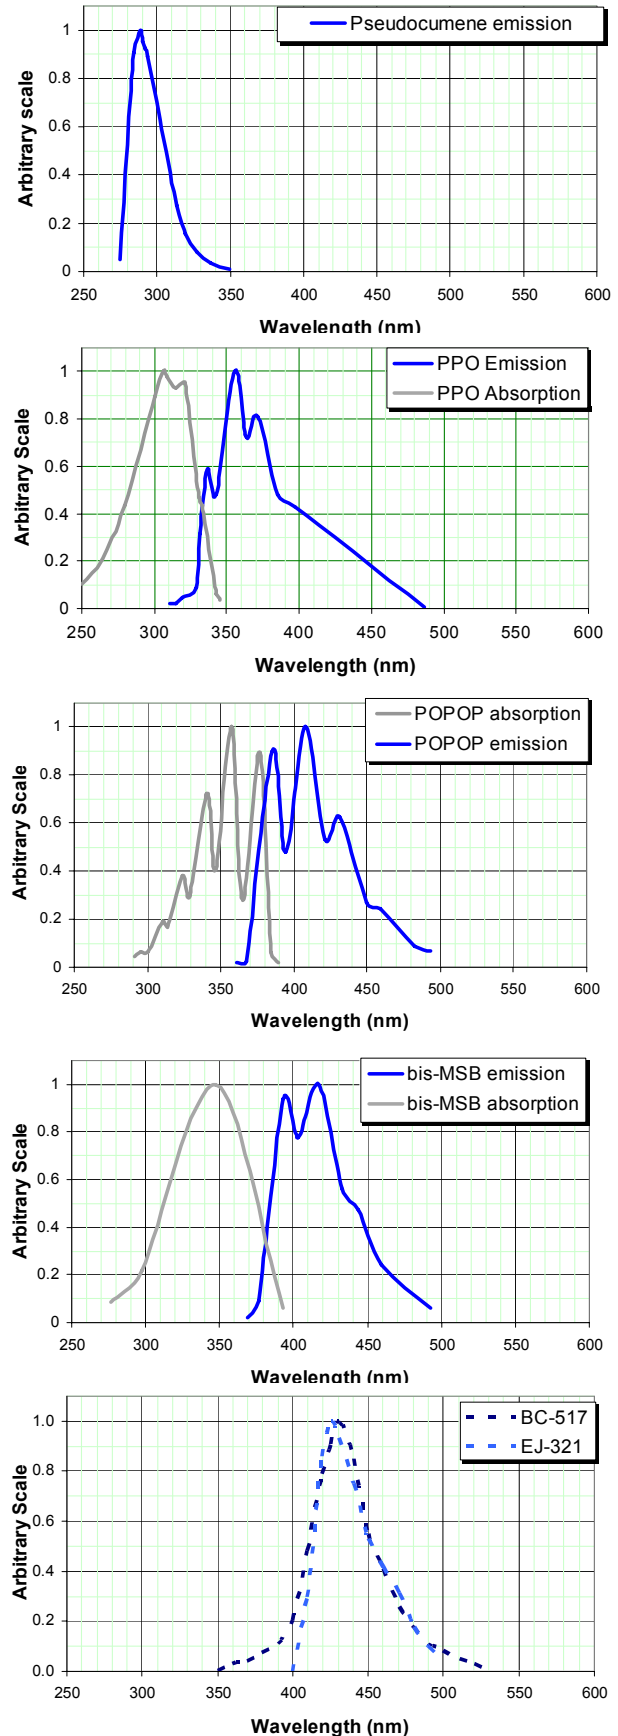 Pseudocumene emission
Arbitrary scale
1
0.8
0.6
0.4
0.2
0
250 300 350 400 450 500 550 600
Wavelength (nm)
PPO Emission
PPO Absorption
Arbitrary Scale
1
0.8
0.6
0.4
0.2
0
250 300 350 400 450 500 550 600
Wavelength (nm)
POPOP absorption
POPOP emission
Arbitrary Scale
1
0.8
0.6
0.4
0.2
0
250 300 350 400 450 500 550 600
Wavelength (nm)
bis-MSB emission
bis-MSB absorption
Arbitrary Scale
1
0.8
0.6
0.4
0.2
0
250 300 350 400 450 500 550 600
Wavelength (nm)
BC-517
EJ-321
Arbitrary Scale
1.0
0.8
0.6
0.4
0.2
0.0
250 300 350 400 450 500 550 600
Wavelength (nm)